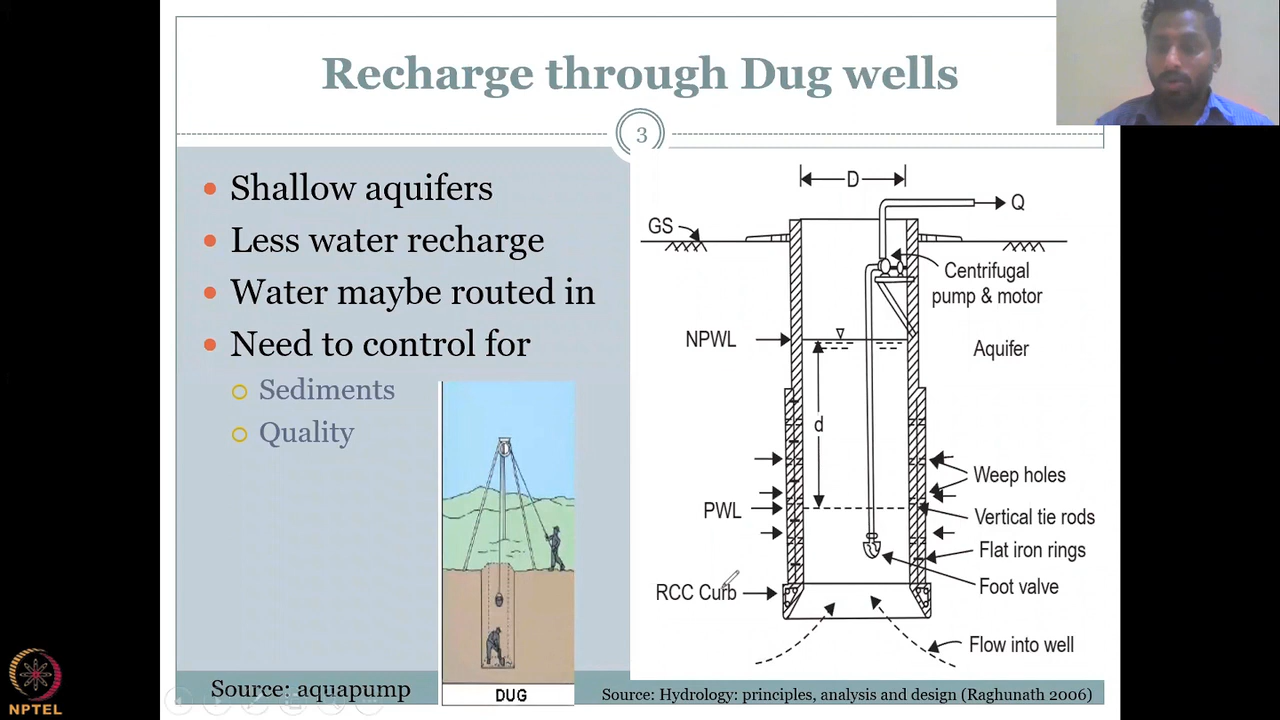 Recharge through Dug wells
3
Shallow aquifers
Less water recharge
Water maybe routed in
Need to control for
Sediments
Quality
DUG
Source: aquapump
D
Q
GS
Centrifugal
pump & motor
NPWL
Aquifer
d
Weep holes
PWL
Vertical tie rods
Flat iron rings
Foot valve
RCC Curb
Flow into well
Source: Hydrology: principles, analysis and design (Raghunath 2006)
NPTEL